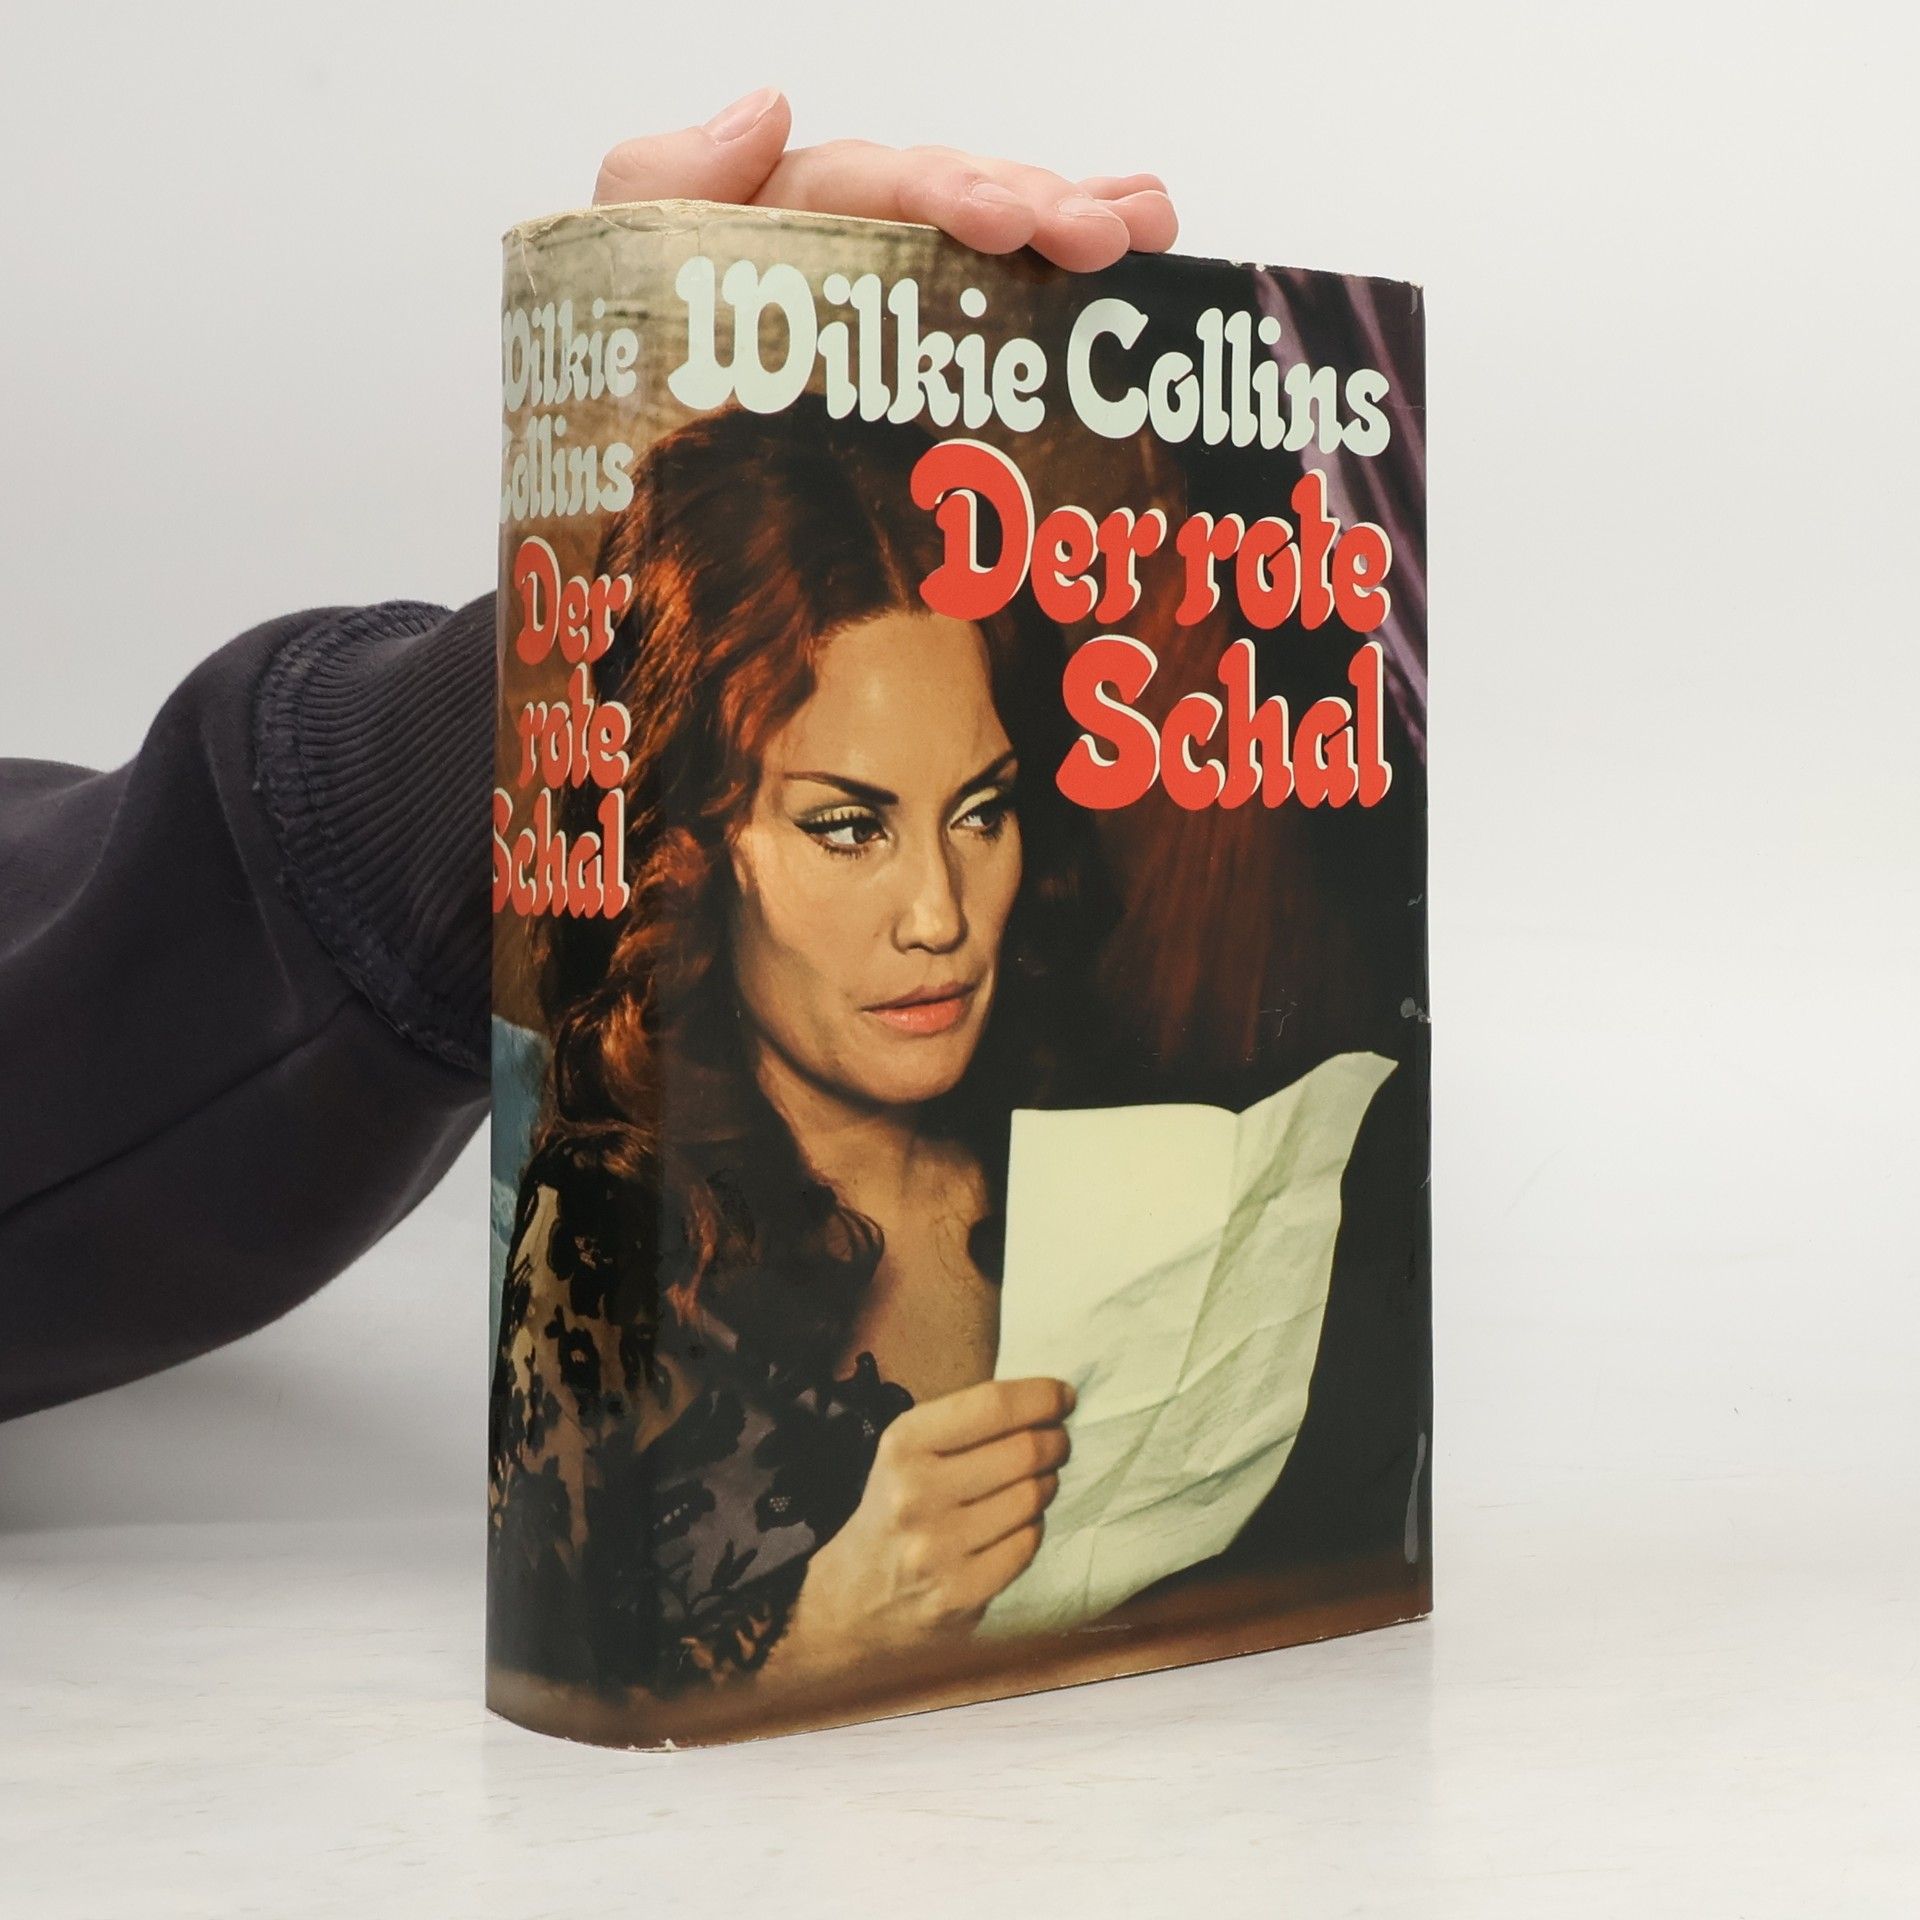 Wilkie
Collins
Der
rote
Schal
Wilkie Collins
Der rote
Schal